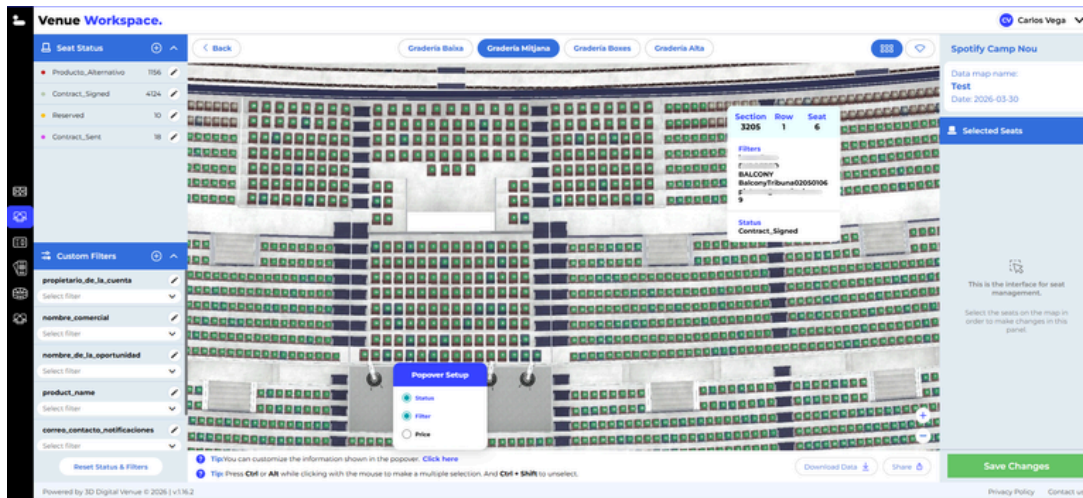 Venue Workspace.
CV Carlos Vega
Seat Status
Producto_Alternativo 1156
Contract_Signed 4124
Reserved 10
Contract_Sent 18
Custom Filters
propietario_de_la_cuenta
Select filter
nombre_comercial
Select filter
nombre_de_la_oportunidad
Select filter
product_name
Select filter
correo_contacto_notificaciones
Select filter
Reset Status & Filters
Back
Graderia Baixa
Graderia Mitjana
Graderia Boxes
Graderia Alta
Section Row Seat
3205 1 6
Filters
BALCONY
BalconyTribuna02050106
9
Status
Contract_Signed
Popover Setup
Status
Filter
Price
Tip: You can customize the information shown in the popover. Click here
Tip: Press Ctrl or Alt while clicking with the mouse to make a multiple selection. And Ctrl + Shift to unselect.
Download Data
Share
Spotify Camp Nou
Data map name:
Test
Date: 2026-03-30
Selected Seats
This is the interface for seat
management.
Select the seats on the map in
order to make changes in this
panel.
Save Changes
Powered by 3D Digital Venue © 2026 | v.1.16.2
Privacy Policy
Contact us